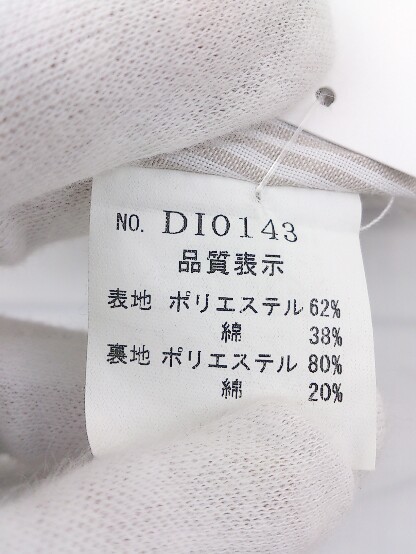 NO. DI0143
品質表示
表地 ポリエステル 62%
綿 38%
裏地 ポリエステル 80%
綿 20%